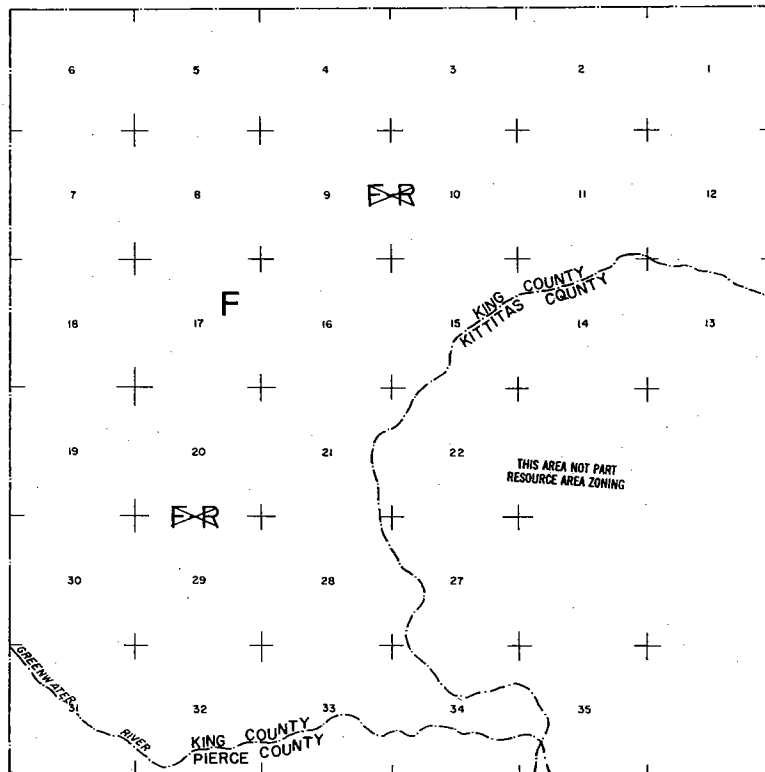 6 5 4 3 2 1
7 8 9 F-R 10 11 12
F
KING COUNTY
KITTITAS COUNTY
18 17 16 15 14 13
19 20 21 22
THIS AREA NOT PART
RESOURCE AREA ZONING
F-R
30 29 28 27
GREENWATER RIVER
31 32 33 34 35
KING COUNTY
PIERCE COUNTY